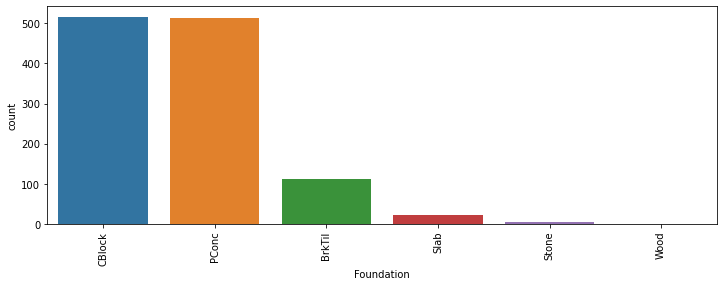 500
400
300
200
100
0
count
CBlock
PConc
BrkTil
Slab
Stone
Wood
Foundation